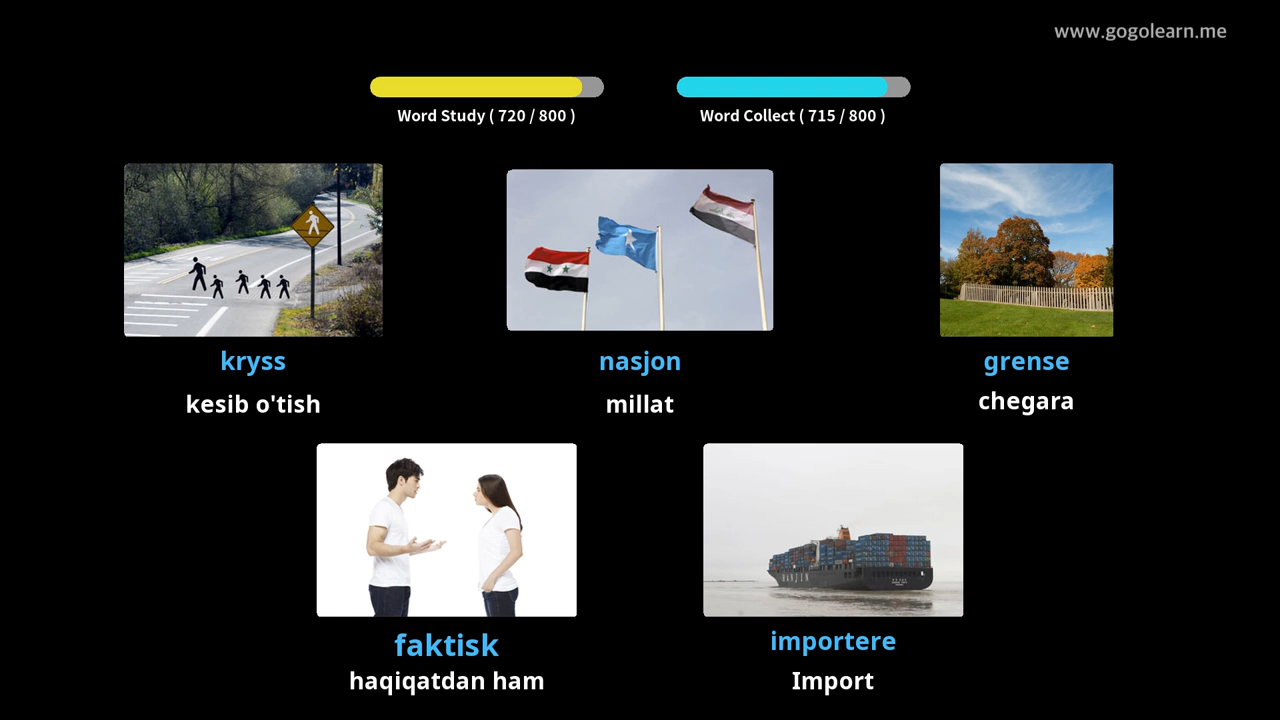 www.gogolearn.me
Word Study ( 720 / 800 )
Word Collect ( 715 / 800 )
kryss
nasjon
grense
kesib o'tish
millat
chegara
HANJIN
faktisk
importere
haqiqatdan ham
Import